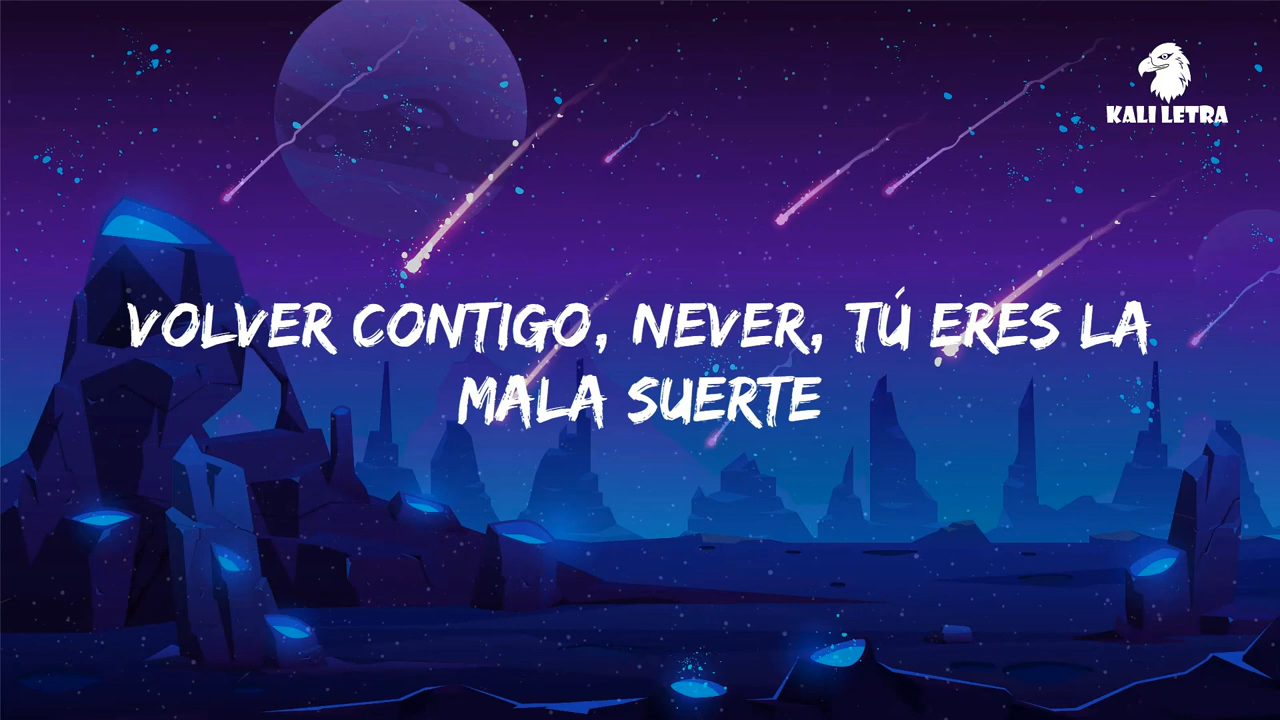 KALI LETRA
VOLVER CONTIGO, NEVER, TÚ ERES LA
MALA SUERTE